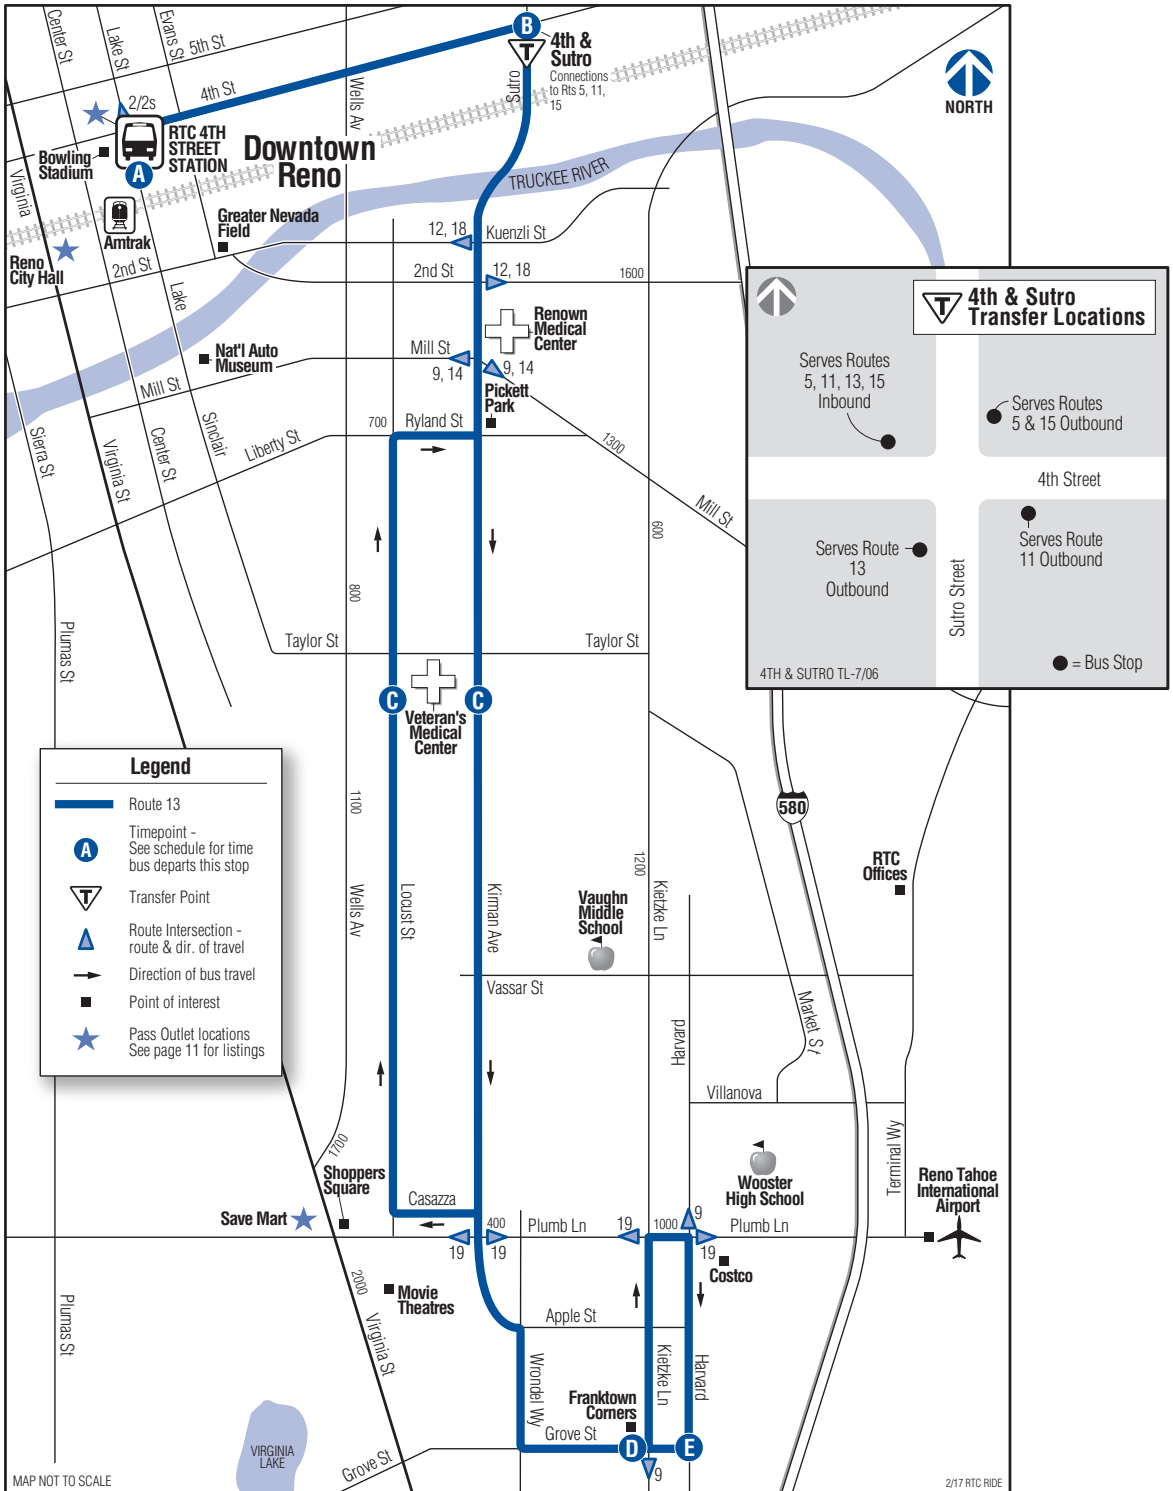 Center St
Lake St
Evans St
5th St
4th St
B
T
4th &
Sutro
Connections
to Rts 5, 11,
15
Sutro
Wells Av
NORTH
2/2s
RTC 4TH
STREET
STATION
A
Bowling
Stadium
Downtown
Reno
TRUCKEE RIVER
Virginia
Amtrak
Greater Nevada
Field
Reno
City Hall
2nd St
12, 18
Kuenzli St
2nd St
12, 18
1600
Lake
Renown
Medical
Center
Nat'l Auto
Museum
Mill St
9, 14
9, 14
Pickett
Park
Mill St
700
Ryland St
Sierra St
Virginia St
Center St
Sinclair
Liberty St
1300
Mill St
600
800
Plumas St
Taylor St
Taylor St
C
C
Veteran's
Medical
Center
T
4th & Sutro
Transfer Locations
Serves Routes
5, 11, 13, 15
Inbound
Serves Routes
5 & 15 Outbound
4th Street
Serves Route
13
Outbound
Serves Route
11 Outbound
Sutro Street
= Bus Stop
4TH & SUTRO TL-7/06
Legend
Route 13
A
Timepoint -
See schedule for time
bus departs this stop
T
Transfer Point
Route Intersection -
route & dir. of travel
Direction of bus travel
Point of interest
Pass Outlet locations
See page 11 for listings
1100
580
1200
RTC
Offices
Wells Av
Locust St
Kirman Ave
Vaughn
Middle
School
Kietzke Ln
Vassar St
Harvard
Market St
Villanova
Terminal Wy
1700
Shoppers
Square
Casazza
Wooster
High School
Reno Tahoe
International
Airport
Save Mart
400
Plumb Ln
19
1000
9
Plumb Ln
19
19
19
Costco
2000
Movie
Theatres
Plumas St
Virginia St
Apple St
Wrondel Wy
Kietzke Ln
Harvard
Franktown
Corners
Grove St
D
E
9
VIRGINIA
LAKE
Grove St
MAP NOT TO SCALE
2/17 RTC RIDE